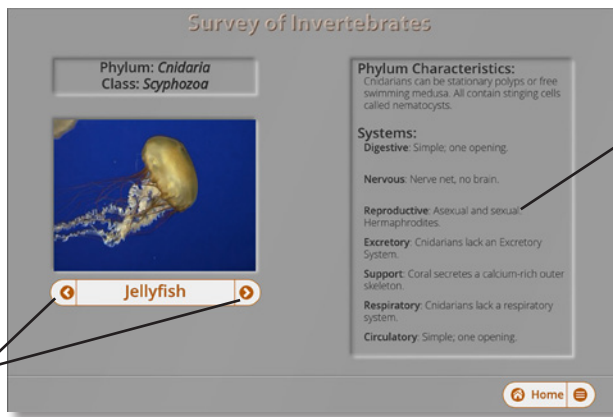 Survey of Invertebrates
Phylum: Cnidaria
Class: Scyphozoa
Jellyfish
Phylum Characteristics:
Cnidarians can be stationary polyps or free
swimming medusa. All contain stinging cells
called nematocysts.
Systems:
Digestive: Simple; one opening.
Nervous: Nerve net, no brain.
Reproductive: Asexual and sexual.
Hermaphrodites.
Excretory: Cnidarians lack an Excretory
System.
Support: Coral secretes a calcium-rich outer
skeleton.
Respiratory: Cnidarians lack a respiratory
system.
Circulatory: Simple; one opening.
Home